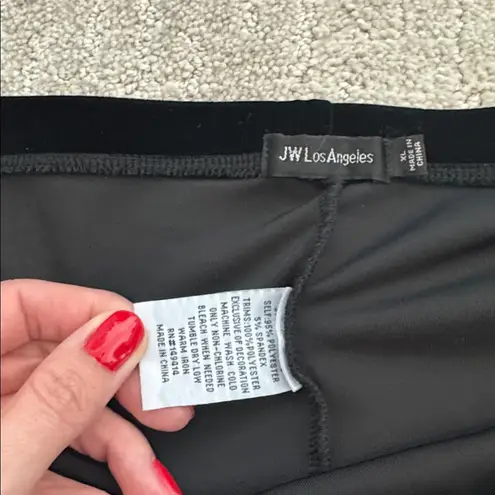 JW Los Angeles
XL
MADE IN
CHINA
SELF:95% POLYESTER
5% SPANDEX
TRIMS:100%POLYESTER
EXCLUSIVE OF DECORATION
MACHINE WASH COLD
ONLY NON-CHLORINE
BLEACH WHEN NEEDED
TUMBLE DRY LOW
WARM IRON
RN#149414
MADE IN CHINA